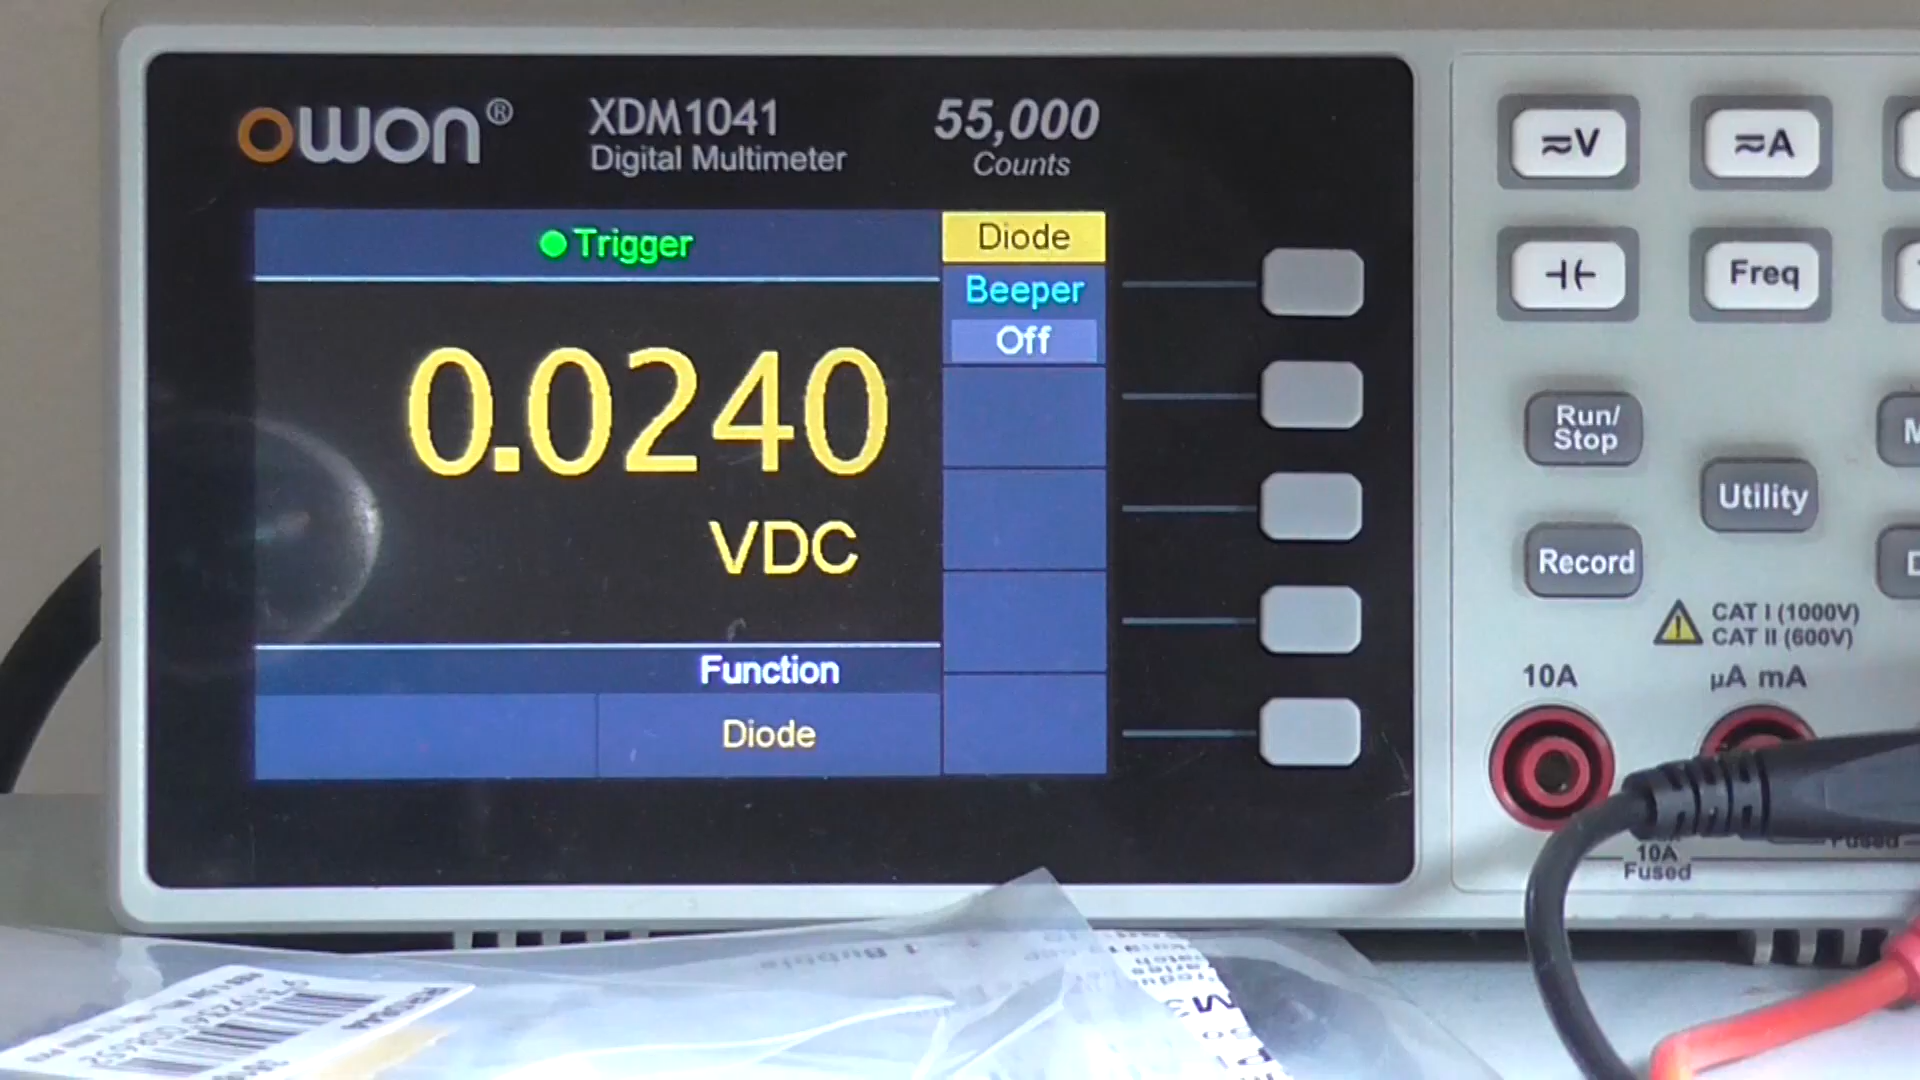 owon®
XDM1041
Digital Multimeter
55,000
Counts
Trigger
Diode
Beeper
Off
0.0240
VDC
Function
Diode
≂V
≂A
Freq
Run/
Stop
Utility
Record
CAT I (1000V)
CAT II (600V)
10A
µA mA
10A
Fused
Fused